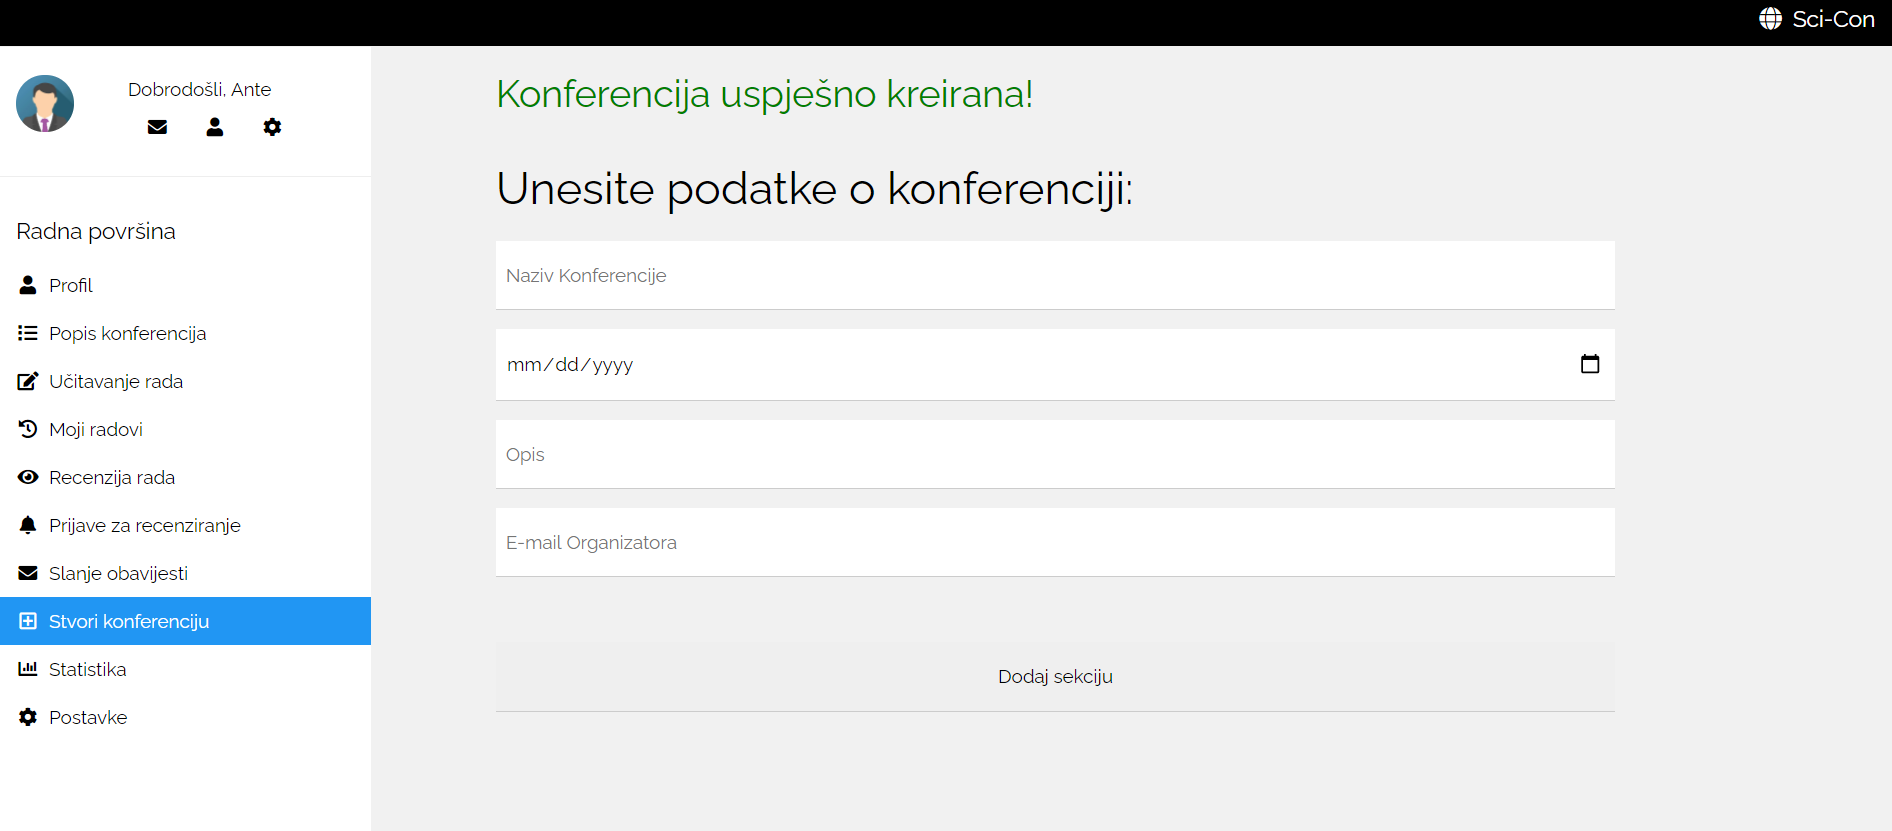 Sci-Con
Dobrodošli, Ante
Radna površina
Profil
Popis konferencija
Učitavanje rada
Moji radovi
Recenzija rada
Prijave za recenziranje
Slanje obavijesti
Stvori konferenciju
Statistika
Postavke
Konferencija uspješno kreirana!
Unesite podatke o konferenciji:
Naziv Konferencije
mm/dd/yyyy
Opis
E-mail Organizatora
Dodaj sekciju